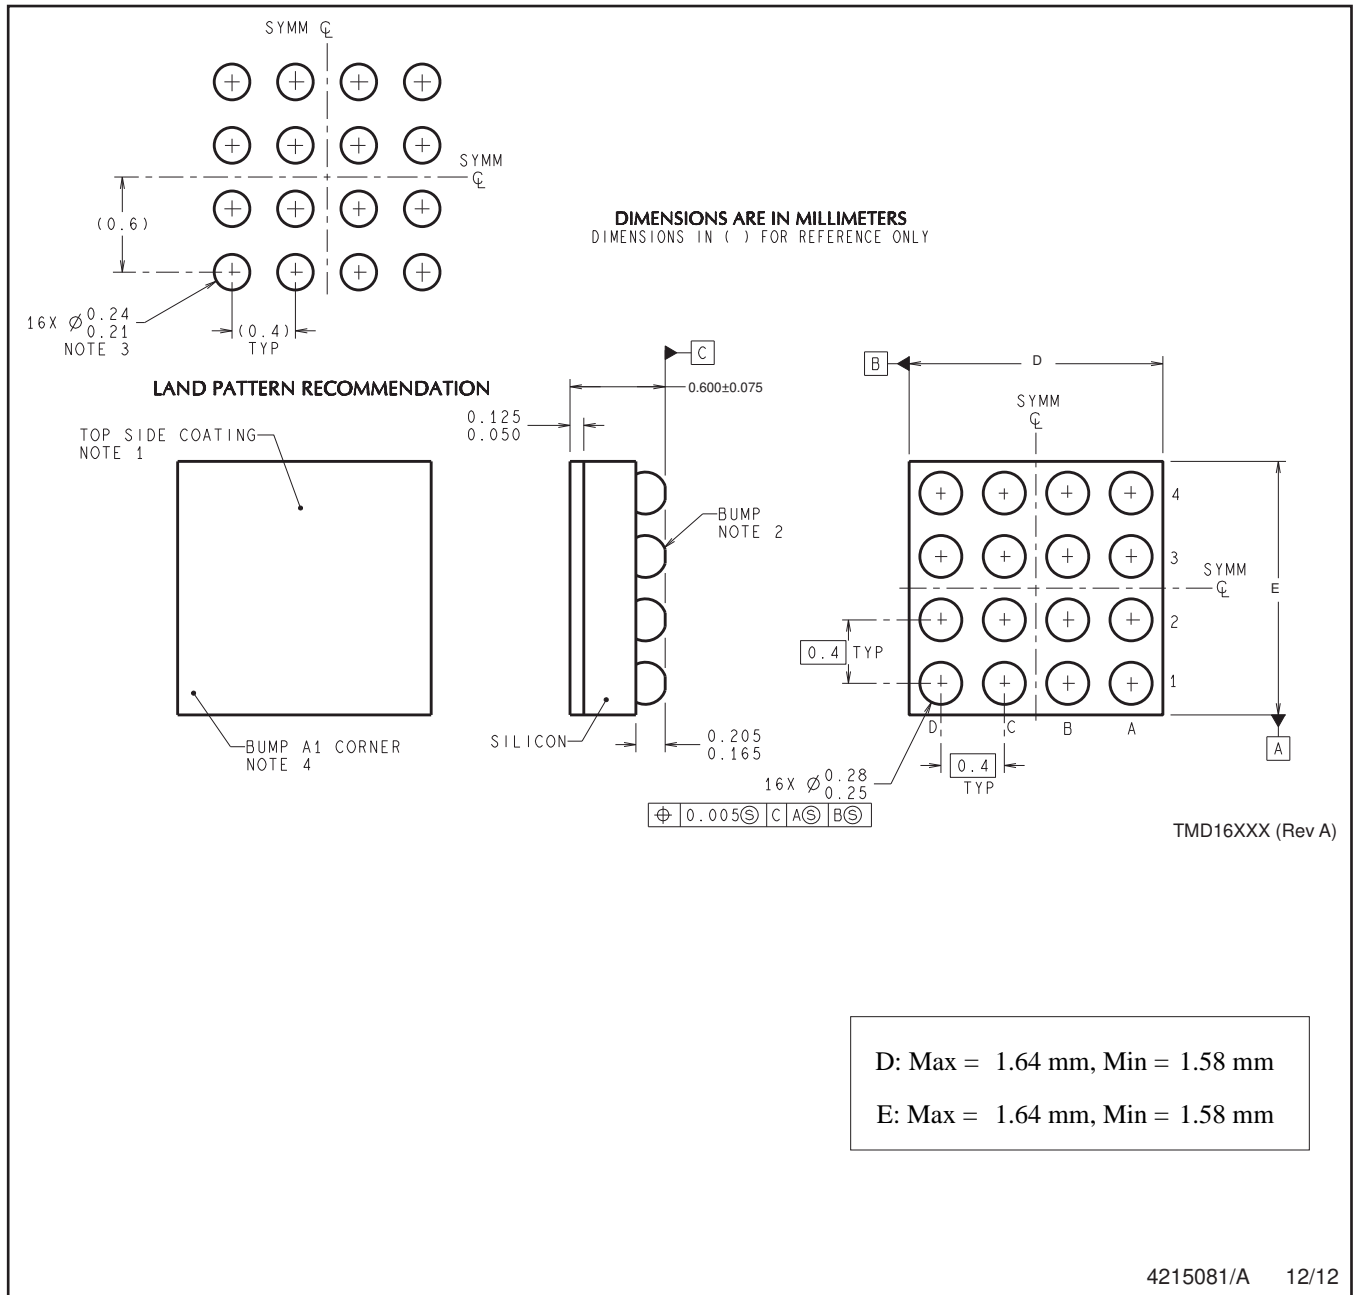 SYMM ℄
SYMM
℄
(0.6)
DIMENSIONS ARE IN MILLIMETERS
DIMENSIONS IN ( ) FOR REFERENCE ONLY
16X Ø 0.24
0.21
NOTE 3
(0.4)
TYP
LAND PATTERN RECOMMENDATION
C
0.600±0.075
B
D
0.125
0.050
SYMM
℄
TOP SIDE COATING
NOTE 1
BUMP
NOTE 2
4
3
SYMM
℄
E
2
0.4 TYP
1
BUMP A1 CORNER
NOTE 4
SILICON
0.205
0.165
D C B A
A
0.4
TYP
16X Ø 0.28
0.25
⌖ 0.005Ⓢ C AⓈ BⓈ
TMD16XXX (Rev A)
D: Max = 1.64 mm, Min = 1.58 mm
E: Max = 1.64 mm, Min = 1.58 mm
4215081/A 12/12